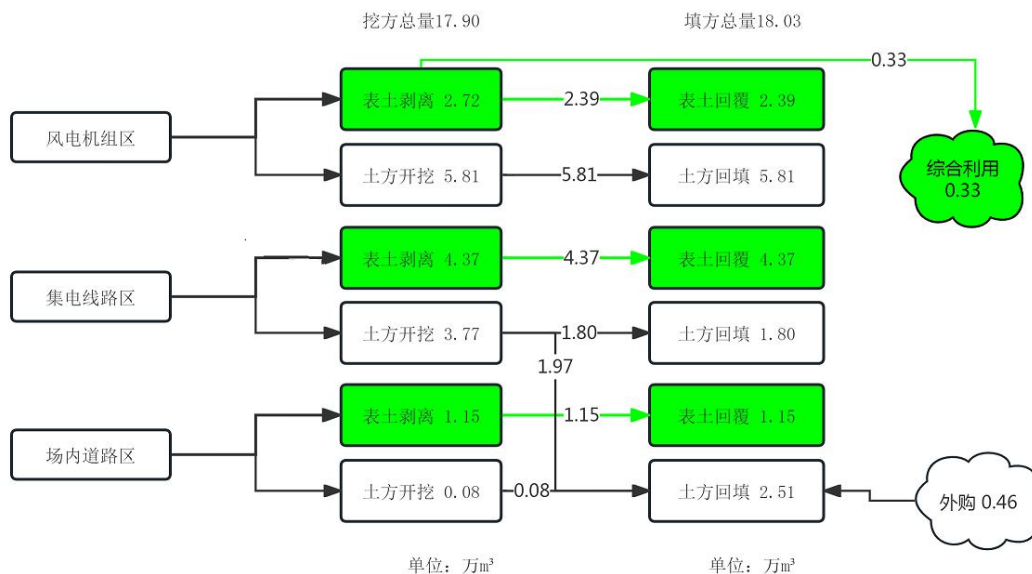 挖方总量17.90
填方总量18.03
0.33
表土剥离 2.72
2.39
表土回覆 2.39
风电机组区
综合利用
0.33
土方开挖 5.81
5.81
土方回填 5.81
表土剥离 4.37
4.37
表土回覆 4.37
集电线路区
土方开挖 3.77
1.80
土方回填 1.80
1.97
表土剥离 1.15
1.15
表土回覆 1.15
场内道路区
土方开挖 0.08
0.08
土方回填 2.51
外购 0.46
单位：万m³
单位：万m³